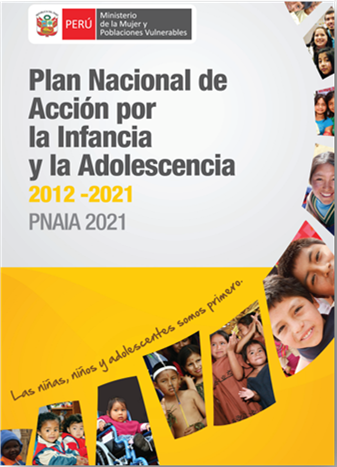 PERÚ
Ministerio
de la Mujer y
Poblaciones Vulnerables
Plan Nacional de
Acción por
la Infancia
y la Adolescencia
2012 -2021
PNAIA 2021
Las niñas, niños y adolescentes somos primero.